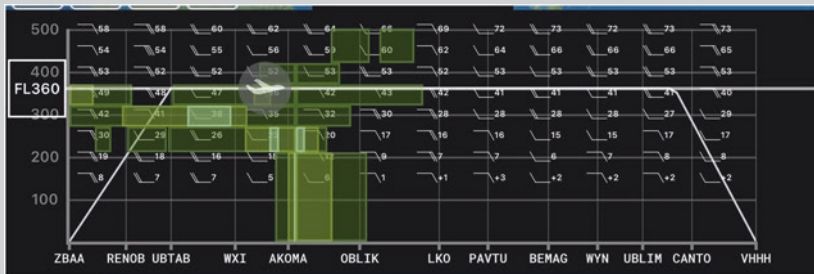 500 58 58 60 62 64 66 69 72 73 72 73 73
54 54 55 56 59 60 62 64 66 66 66 65
400 52 52 52 52 53 53 52 53 53 52 53 53
FL360
49 48 47 42 43 42 41 41 41 41 40
300 42 41 38 35 32 30 28 28 28 28 27 29
30 29 26 20 17 16 16 15 15 17 17
200 19 18 16 9 7 7 6 7 8 8
8 7 7 5 6 1 +1 +3 +2 +2 +2 +2
100
ZBAA RENOB UBTAB WXI AKOMA OBLIK LKO PAVTU BEMAG WYN UBLIM CANTO VHHH